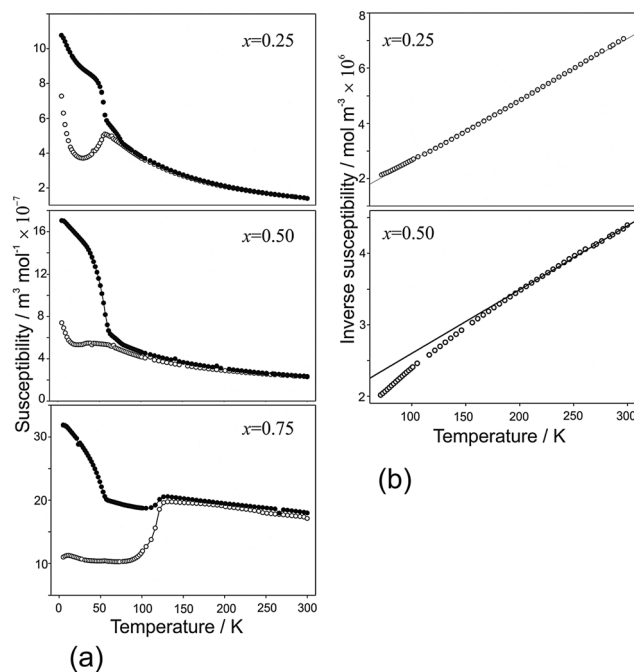 x=0.25
10
8
6
4
2
x=0.50
16
12
8
4
0
x=0.75
30
20
10
0 50 100 150 200 250 300
Temperature / K
Susceptibility / m³ mol⁻¹ × 10⁻⁷
(a)
x=0.25
8
6
4
2
x=0.50
4
3
2
100 150 200 250 300
Temperature / K
Inverse susceptibility / mol m⁻³ × 10⁶
(b)